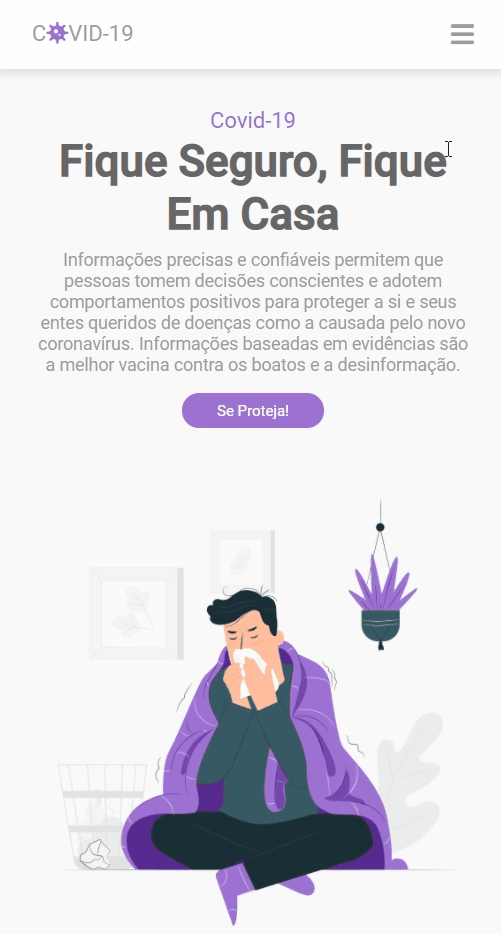 COVID-19
Covid-19
Fique Seguro, Fique
Em Casa
Informações precisas e confiáveis permitem que
pessoas tomem decisões conscientes e adotem
comportamentos positivos para proteger a si e seus
entes queridos de doenças como a causada pelo novo
coronavírus. Informações baseadas em evidências são
a melhor vacina contra os boatos e a desinformação.
Se Proteja!